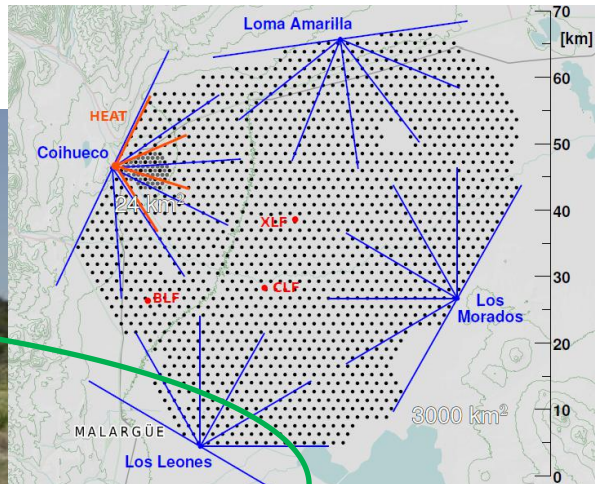 Loma Amarilla
70
[km]
60
HEAT
50
Coihueco
24 km²
XLF
40
CLF
30
BLF
Los
Morados
20
3000 km²
10
MALARGÜE
Los Leones
0